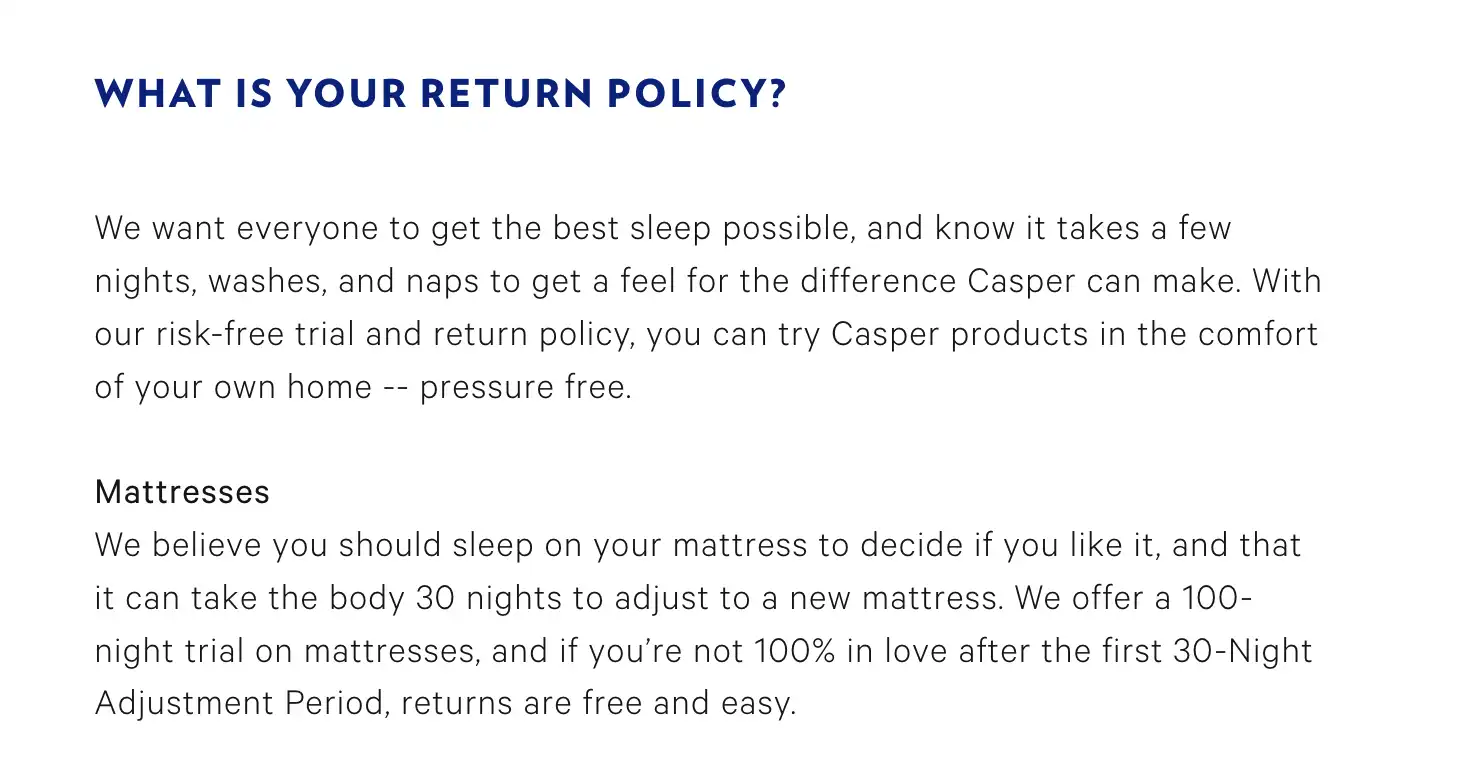 WHAT IS YOUR RETURN POLICY?
We want everyone to get the best sleep possible, and know it takes a few
nights, washes, and naps to get a feel for the difference Casper can make. With
our risk-free trial and return policy, you can try Casper products in the comfort
of your own home -- pressure free.
Mattresses
We believe you should sleep on your mattress to decide if you like it, and that
it can take the body 30 nights to adjust to a new mattress. We offer a 100-
night trial on mattresses, and if you’re not 100% in love after the first 30-Night
Adjustment Period, returns are free and easy.